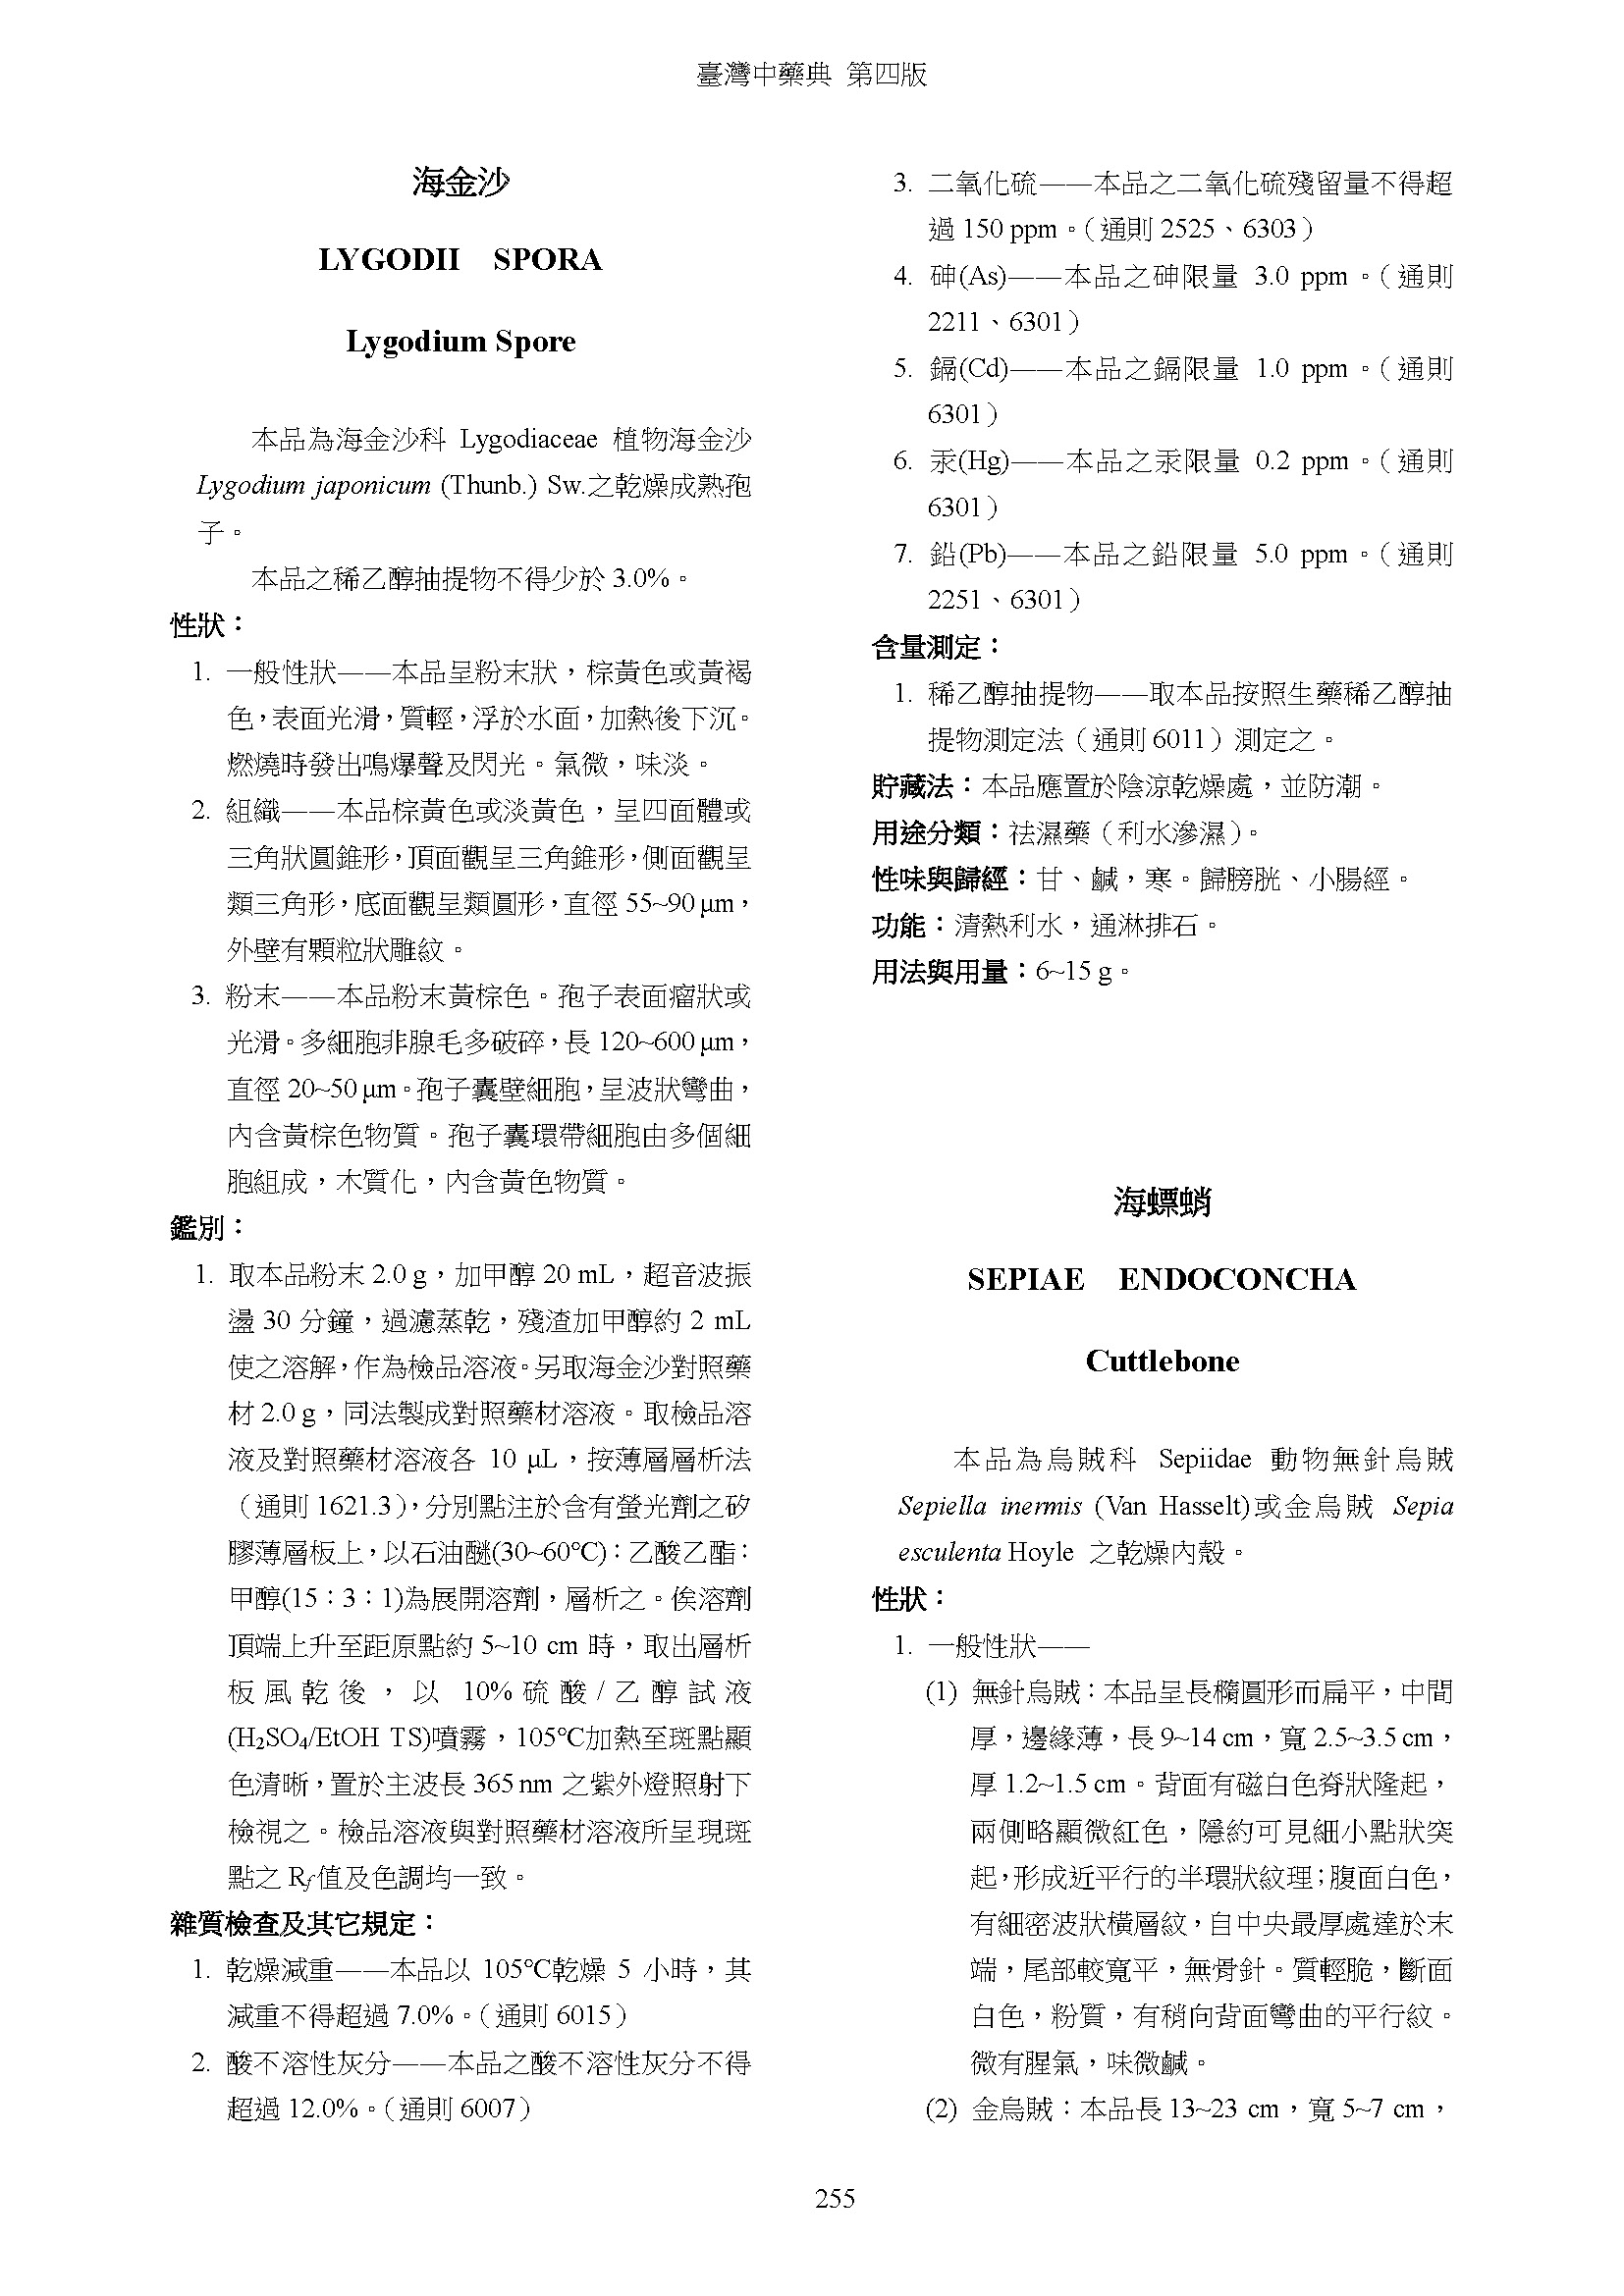 臺灣中藥典 第四版
海金沙
LYGODII SPORA
Lygodium Spore
本品為海金沙科 Lygodiaceae 植物海金沙
Lygodium japonicum (Thunb.) Sw.之乾燥成熟孢
子。
本品之稀乙醇抽提物不得少於 3.0%。
性狀：
1. 一般性狀——本品呈粉末狀，棕黃色或黃褐
色，表面光滑，質輕，浮於水面，加熱後下沉。
燃燒時發出鳴爆聲及閃光。氣微，味淡。
2. 組織——本品棕黃色或淡黃色，呈四面體或
三角狀圓錐形，頂面觀呈三角錐形，側面觀呈
類三角形，底面觀呈類圓形，直徑 55~90 μm，
外壁有顆粒狀雕紋。
3. 粉末——本品粉末黃棕色。孢子表面瘤狀或
光滑。多細胞非腺毛多破碎，長 120~600 μm，
直徑 20~50 μm。孢子囊壁細胞，呈波狀彎曲，
內含黃棕色物質。孢子囊環帶細胞由多個細
胞組成，木質化，內含黃色物質。
鑑別：
1. 取本品粉末 2.0 g，加甲醇 20 mL，超音波振
盪 30 分鐘，過濾蒸乾，殘渣加甲醇約 2 mL
使之溶解，作為檢品溶液。另取海金沙對照藥
材 2.0 g，同法製成對照藥材溶液。取檢品溶
液及對照藥材溶液各 10 μL，按薄層層析法
（通則 1621.3），分別點注於含有螢光劑之矽
膠薄層板上，以石油醚(30~60℃)：乙酸乙酯：
甲醇(15：3：1)為展開溶劑，層析之。俟溶劑
頂端上升至距原點約 5~10 cm 時，取出層析
板風乾後，以 10%硫酸/乙醇試液
(H₂SO₄/EtOH TS)噴霧，105℃加熱至斑點顯
色清晰，置於主波長 365 nm 之紫外燈照射下
檢視之。檢品溶液與對照藥材溶液所呈現斑
點之 Rf值及色調均一致。
雜質檢查及其它規定：
1. 乾燥減重——本品以 105℃乾燥 5 小時，其
減重不得超過 7.0%。（通則 6015）
2. 酸不溶性灰分——本品之酸不溶性灰分不得
超過 12.0%。（通則 6007）
3. 二氧化硫——本品之二氧化硫殘留量不得超
過 150 ppm。（通則 2525、6303）
4. 砷(As)——本品之砷限量 3.0 ppm。（通則
2211、6301）
5. 鎘(Cd)——本品之鎘限量 1.0 ppm。（通則
6301）
6. 汞(Hg)——本品之汞限量 0.2 ppm。（通則
6301）
7. 鉛(Pb)——本品之鉛限量 5.0 ppm。（通則
2251、6301）
含量測定：
1. 稀乙醇抽提物——取本品按照生藥稀乙醇抽
提物測定法（通則 6011）測定之。
貯藏法：本品應置於陰涼乾燥處，並防潮。
用途分類：祛濕藥（利水滲濕）。
性味與歸經：甘、鹹，寒。歸膀胱、小腸經。
功能：清熱利水，通淋排石。
用法與用量：6~15 g。
海螵蛸
SEPIAE ENDOCONCHA
Cuttlebone
本品為烏賊科 Sepiidae 動物無針烏賊
Sepiella inermis (Van Hasselt)或金烏賊 Sepia
esculenta Hoyle 之乾燥內殼。
性狀：
1. 一般性狀——
(1) 無針烏賊：本品呈長橢圓形而扁平，中間
厚，邊緣薄，長 9~14 cm，寬 2.5~3.5 cm，
厚 1.2~1.5 cm。背面有磁白色脊狀隆起，
兩側略顯微紅色，隱約可見細小點狀突
起，形成近平行的半環狀紋理；腹面白色，
有細密波狀橫層紋，自中央最厚處達於末
端，尾部較寬平，無骨針。質輕脆，斷面
白色，粉質，有稍向背面彎曲的平行紋。
微有腥氣，味微鹹。
(2) 金烏賊：本品長 13~23 cm，寬 5~7 cm，
255